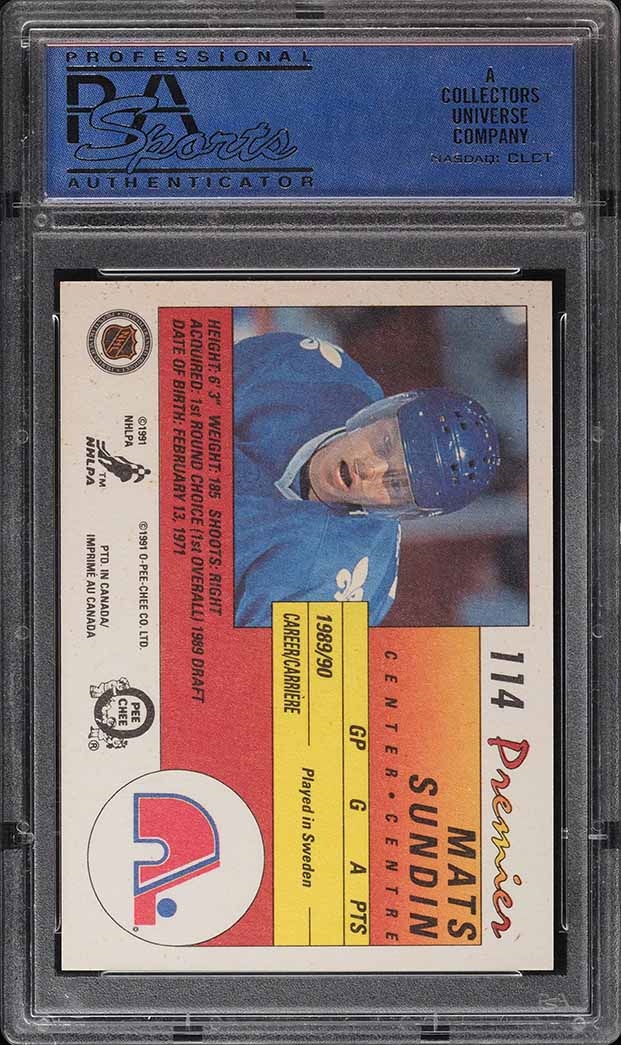 PROFESSIONAL
PSA
Sports
AUTHENTICATOR
A
COLLECTORS
UNIVERSE
COMPANY
NASDAQ: CLCT
114 Premier
MATS
SUNDIN
CENTER • CENTRE
GP G A PTS
1989/90 Played in Sweden
CAREER/CARRIÈRE
HEIGHT: 6' 3" WEIGHT: 185 SHOOTS: RIGHT
ACQUIRED: 1st ROUND CHOICE (1st OVERALL) 1989 DRAFT
DATE OF BIRTH: FEBRUARY 13, 1971
NHL
©1991
NHLPA
NHLPA™
©1991 O-PEE-CHEE CO. LTD.
PTD. IN CANADA/
IMPRIMÉ AU CANADA
O
PEE
CHEE
®